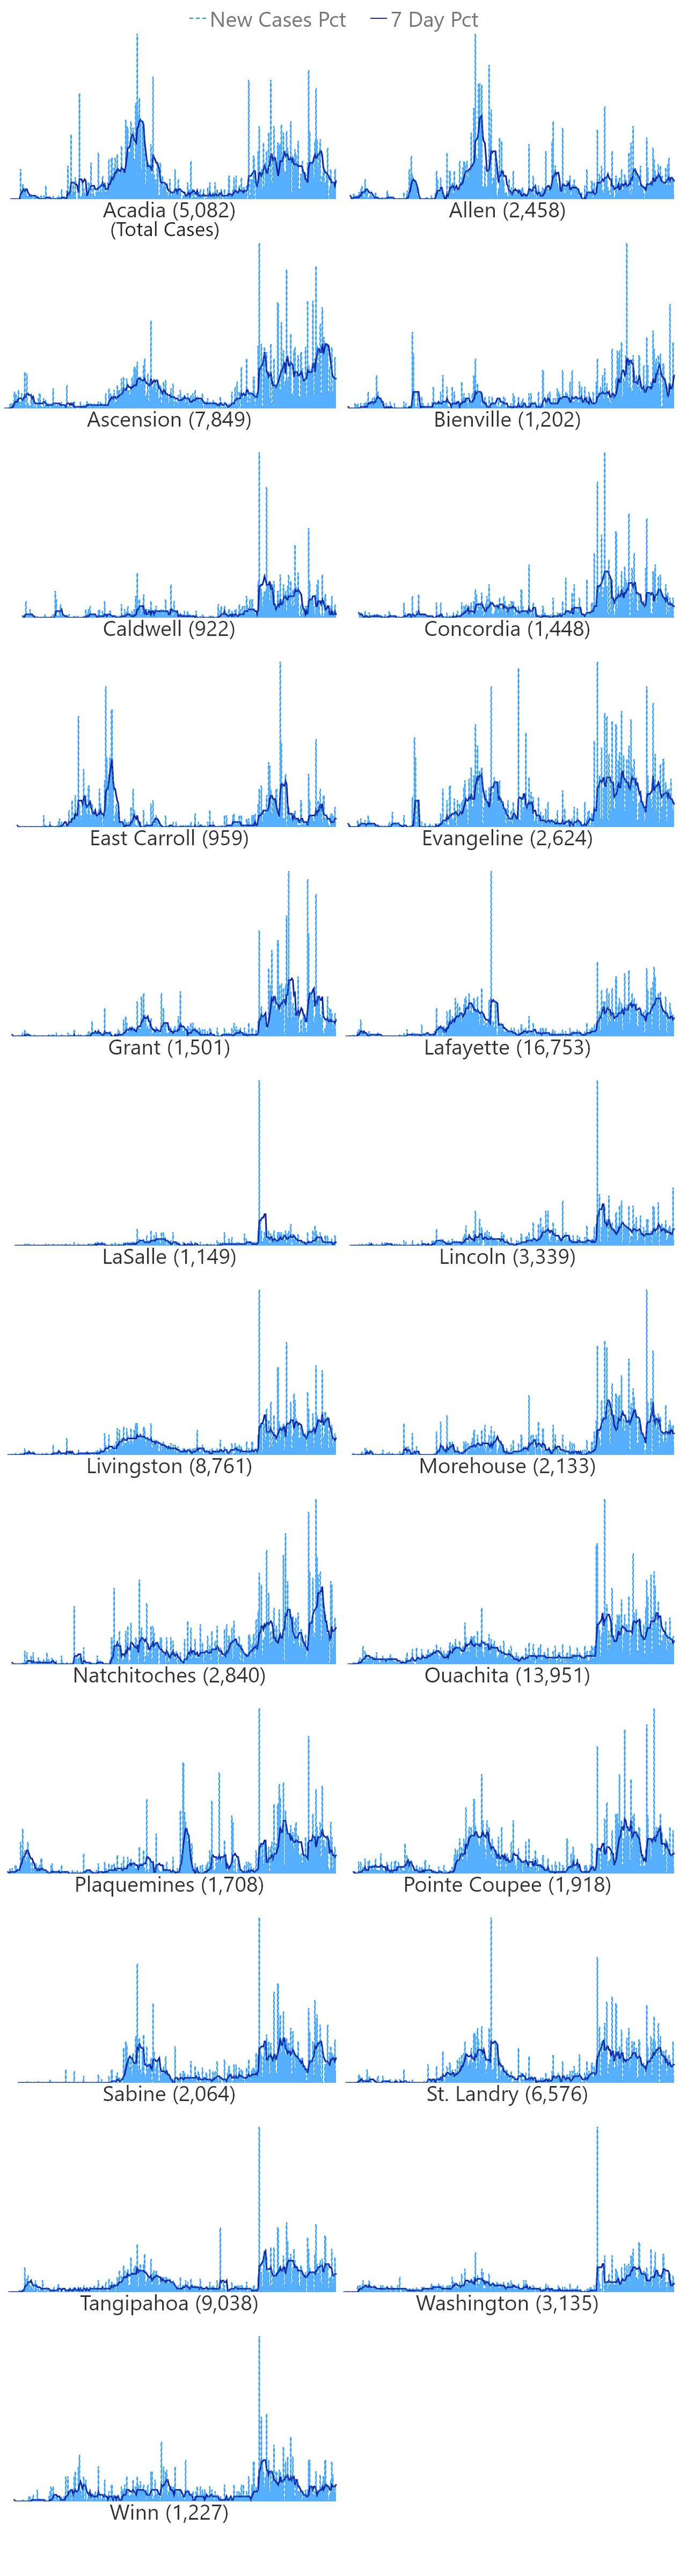 New Cases Pct 7 Day Pct
Acadia (5,082) Allen (2,458)
(Total Cases)
Ascension (7,849) Bienville (1,202)
Caldwell (922) Concordia (1,448)
East Carroll (959) Evangeline (2,624)
Grant (1,501) Lafayette (16,753)
LaSalle (1,149) Lincoln (3,339)
Livingston (8,761) Morehouse (2,133)
Natchitoches (2,840) Ouachita (13,951)
Plaquemines (1,708) Pointe Coupee (1,918)
Sabine (2,064) St. Landry (6,576)
Tangipahoa (9,038) Washington (3,135)
Winn (1,227)